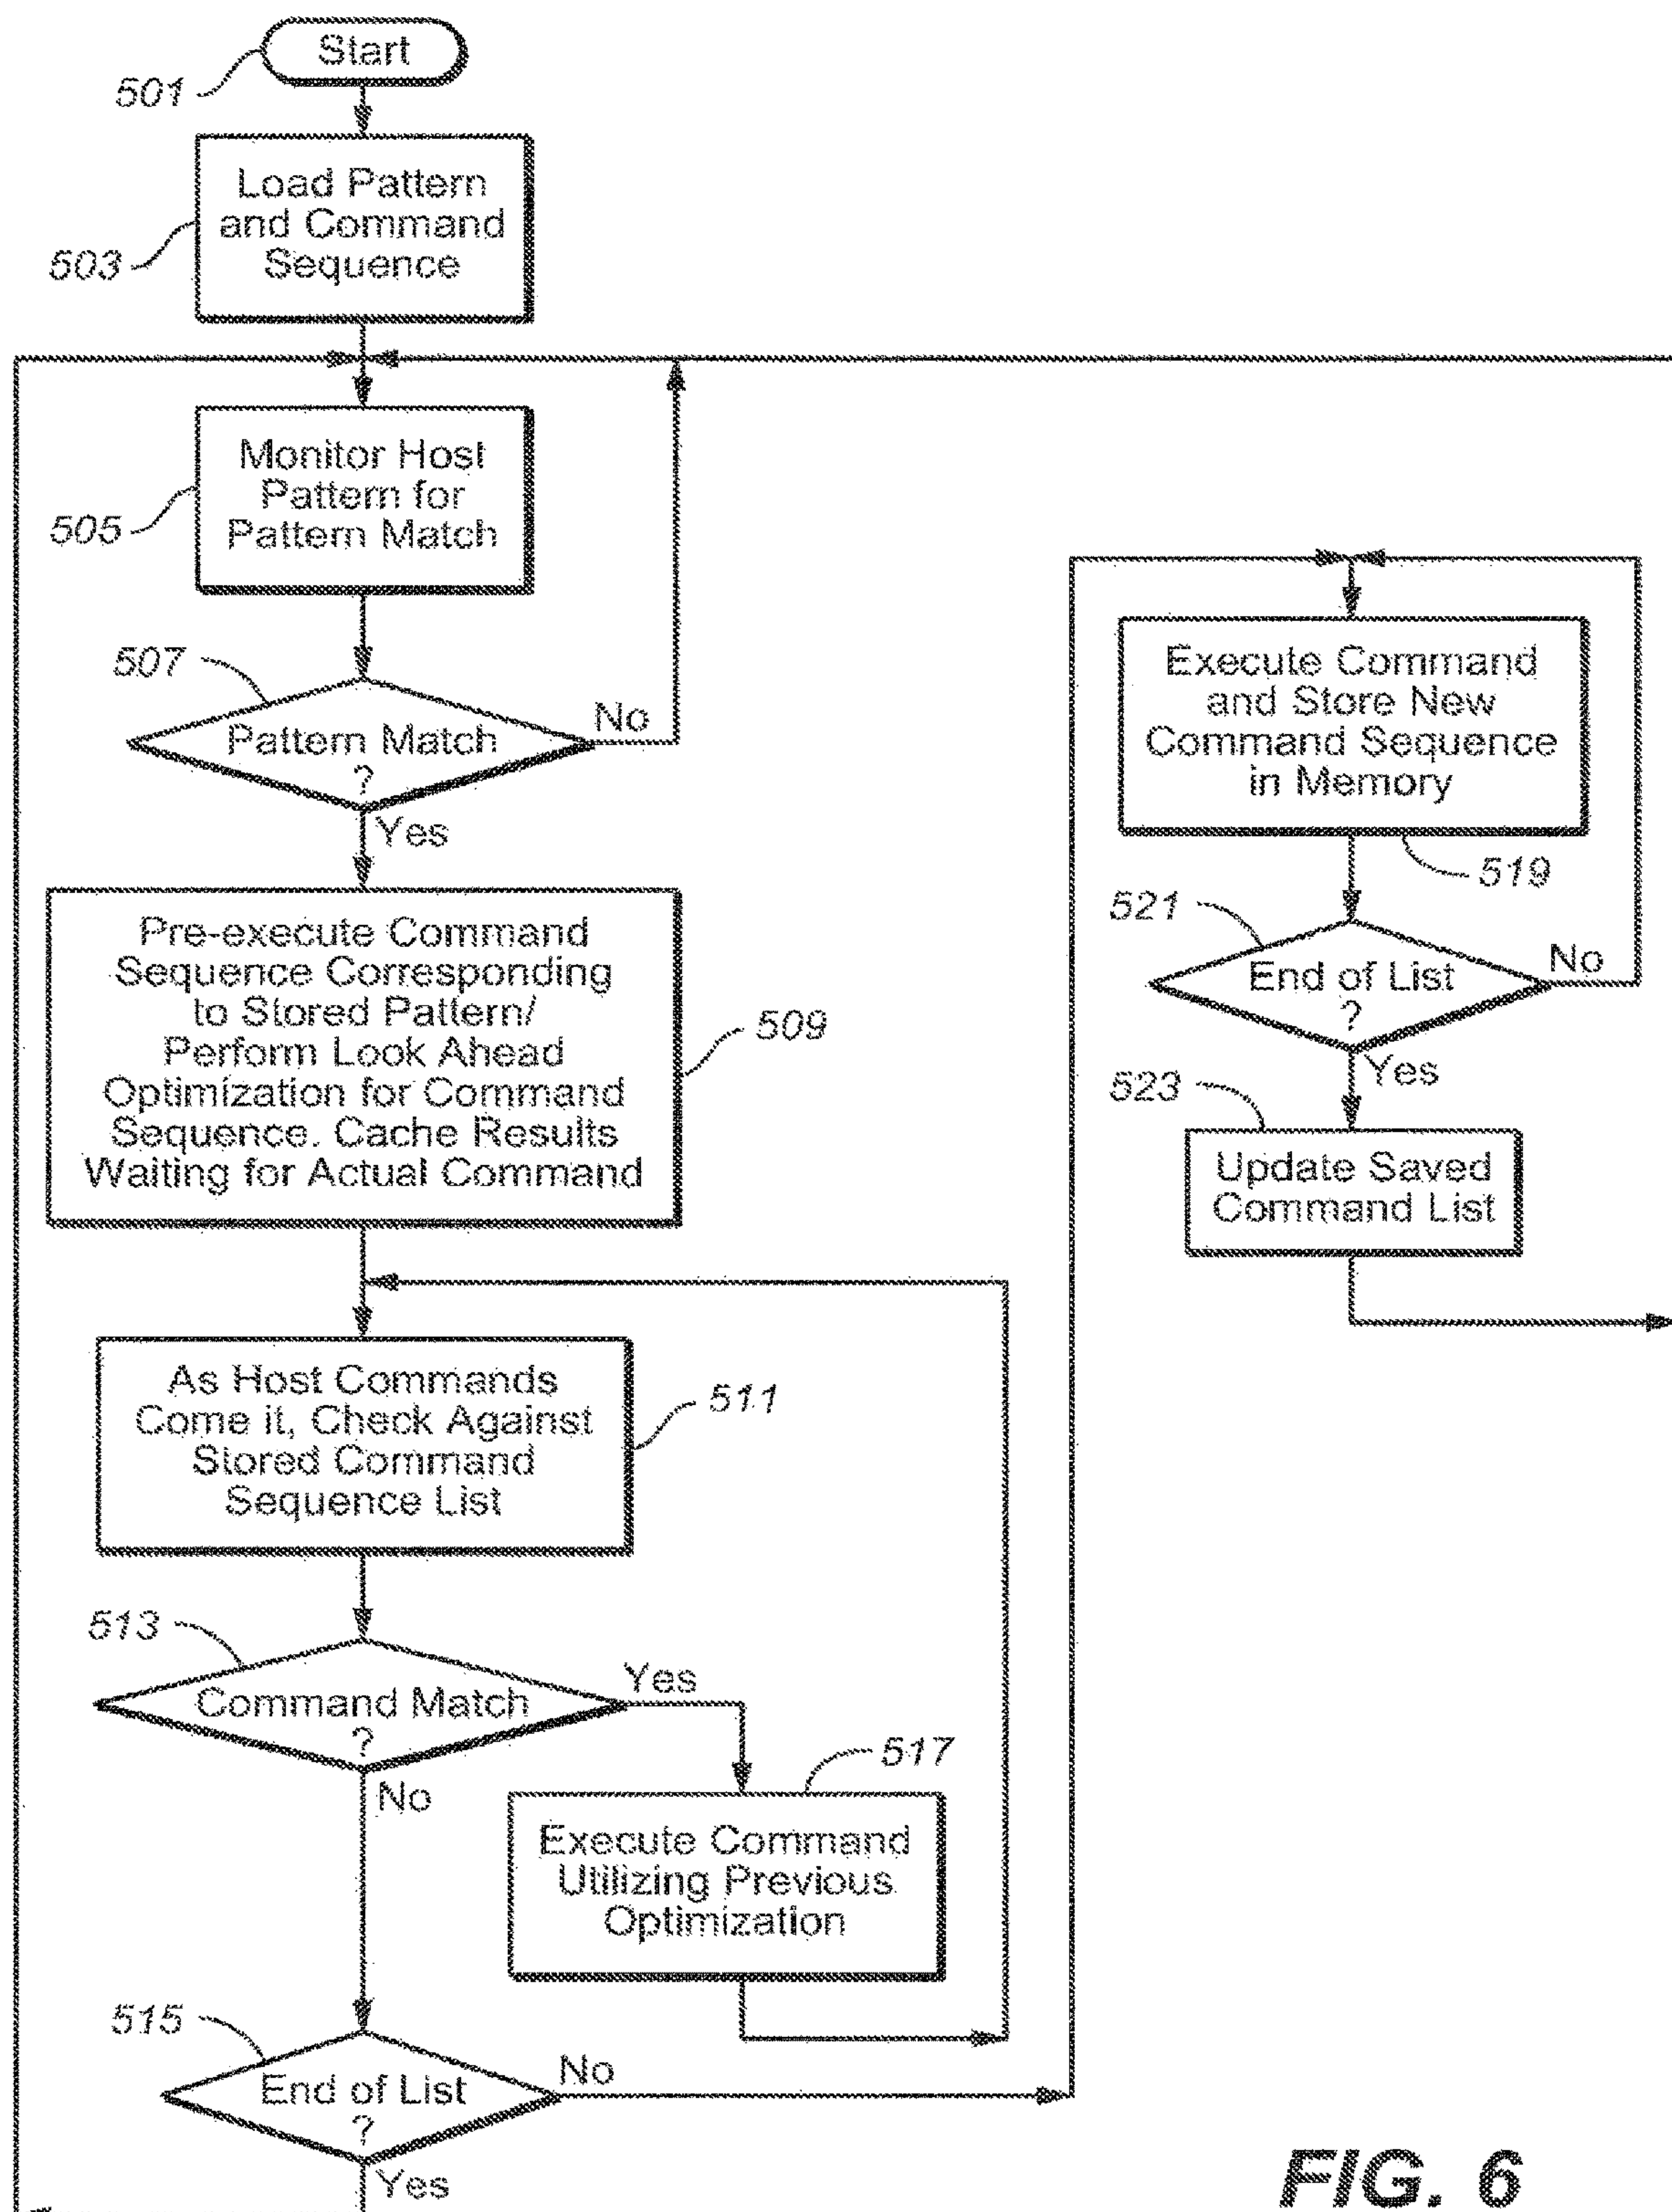 Start
501
Load Pattern
and Command
Sequence
503
Monitor Host
Pattern for
Pattern Match
505
507
Pattern Match
?
No
Yes
Pre-execute Command
Sequence Corresponding
to Stored Pattern/
Perform Look Ahead
Optimization for Command
Sequence. Cache Results
Waiting for Actual Command
509
As Host Commands
Come it, Check Against
Stored Command
Sequence List
511
513
Command Match
?
Yes
No
517
Execute Command
Utilizing Previous
Optimization
515
End of List
?
No
Yes
Execute Command
and Store New
Command Sequence
in Memory
519
521
End of List
?
No
Yes
523
Update Saved
Command List
FIG. 6